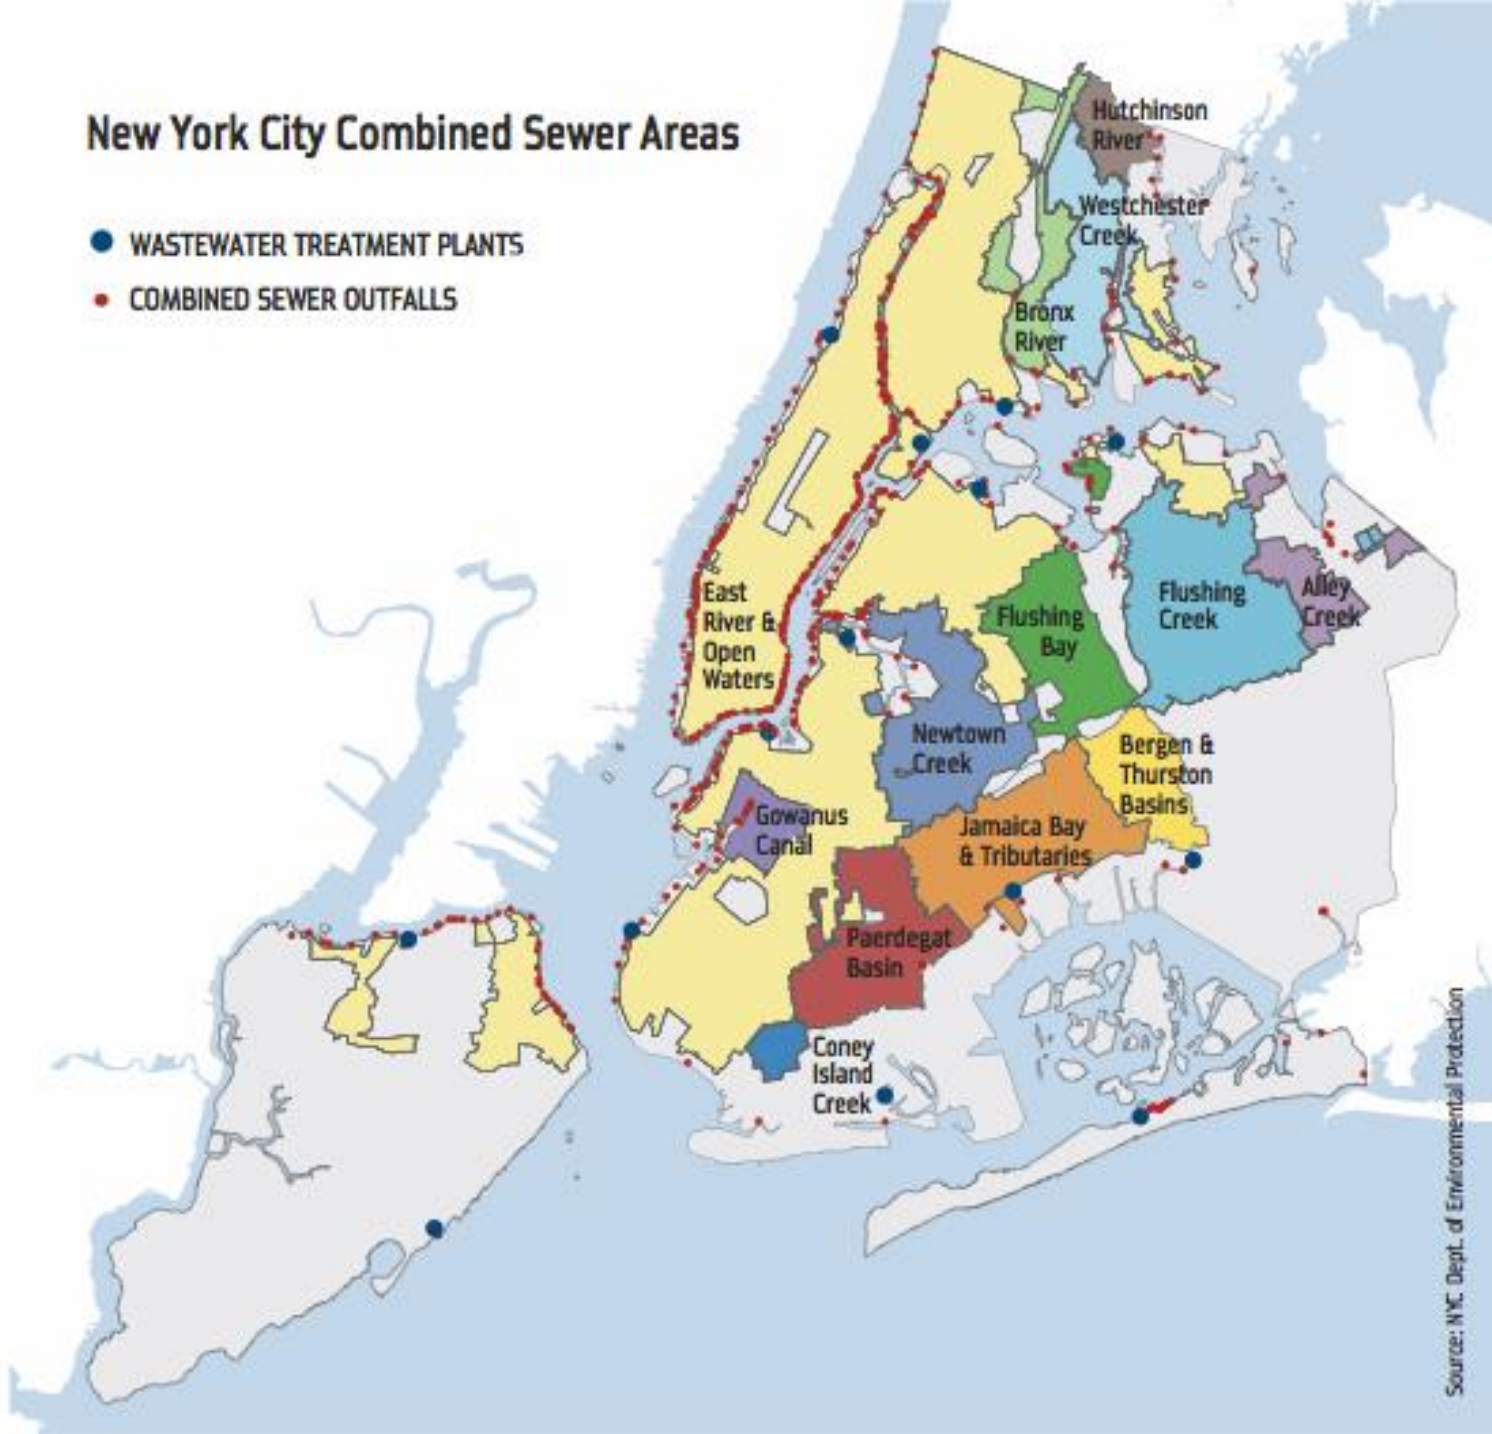 New York City Combined Sewer Areas
WASTEWATER TREATMENT PLANTS
COMBINED SEWER OUTFALLS
Hutchinson
River
Westchester
Creek
Bronx
River
East
River &
Open
Waters
Flushing
Bay
Flushing
Creek
Alley
Creek
Newtown
Creek
Bergen &
Thurston
Basins
Gowanus
Canal
Jamaica Bay
& Tributaries
Paerdegat
Basin
Coney
Island
Creek
Source: NYC Dept. of Environmental Protection